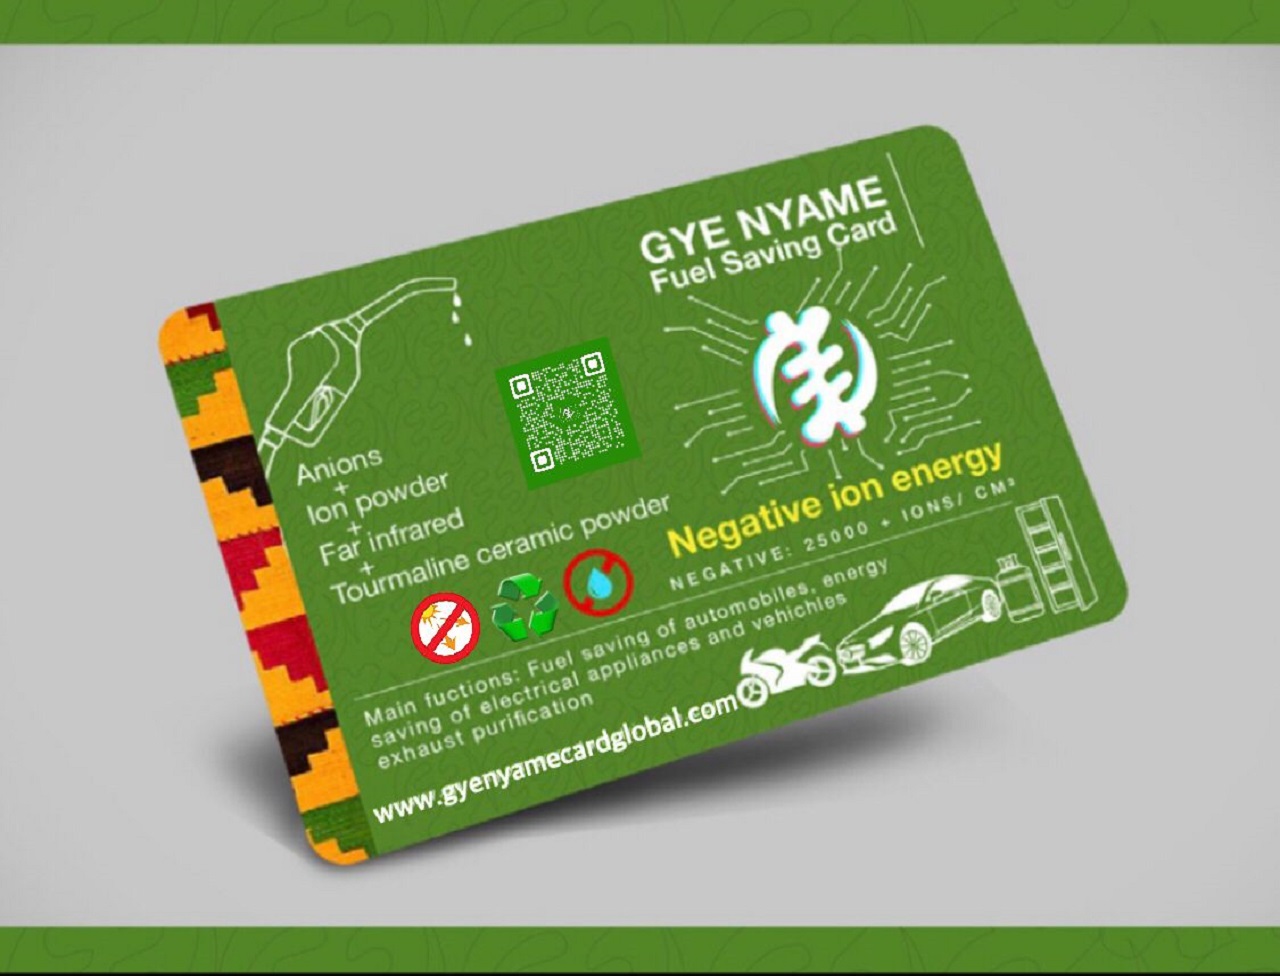 GYE NYAME
Fuel Saving Card
Anions
+
Ion powder
+
Far infrared
+
Tourmaline ceramic powder
Negative ion energy
NEGATIVE: 25000 + IONS/ CM³
Main fuctions: Fuel saving of automobiles, energy
saving of electrical appliances and vehichles
exhaust purification
www.gyenyamecardglobal.com